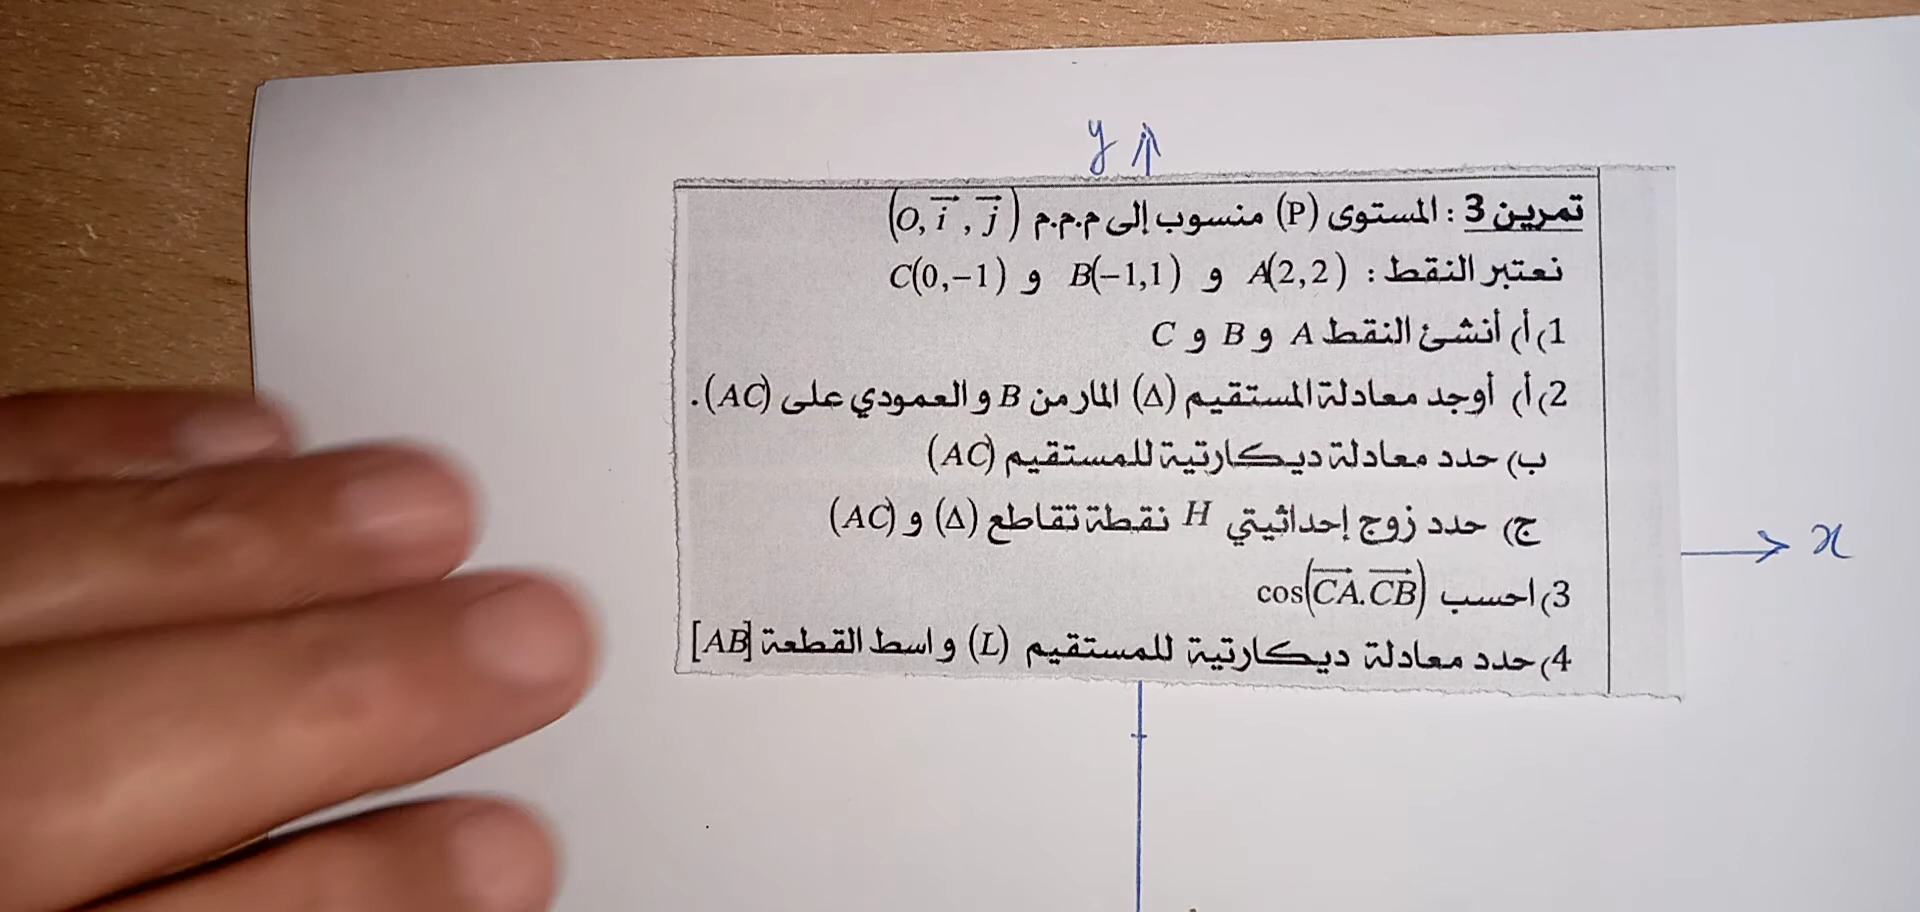 y
تمرين 3 : المستوى (P) منسوب إلى م.م.م (O, i⃗ , j⃗ )
نعتبر النقط : A(2,2) و B(−1,1) و C(0,−1)
1) أ) أنشئ النقط A و B و C
2) أ) أوجد معادلة المستقيم (Δ) المار من B و العمودي على (AC).
ب) حدد معادلة ديكارتية للمستقيم (AC)
ج) حدد زوج إحداثيتي H نقطة تقاطع (Δ) و (AC)
x
3) احسب cos(C⃗A⃗.C⃗B⃗)
4) حدد معادلة ديكارتية للمستقيم (L) واسط القطعة [AB]